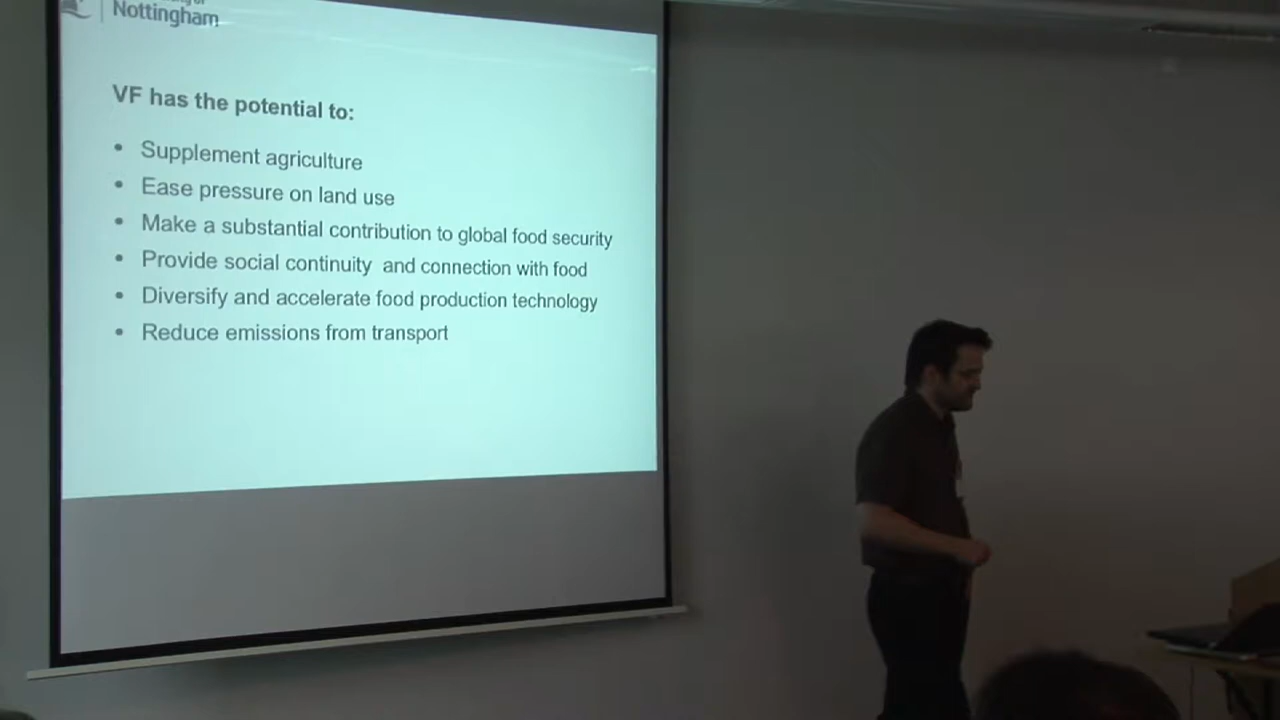 Nottingham
VF has the potential to:
• Supplement agriculture
• Ease pressure on land use
• Make a substantial contribution to global food security
• Provide social continuity and connection with food
• Diversify and accelerate food production technology
• Reduce emissions from transport